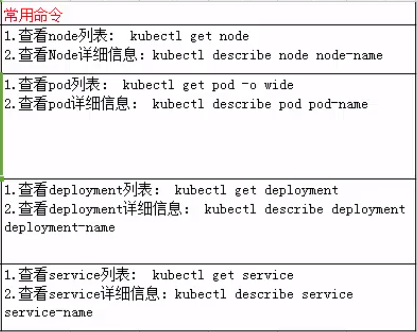 常用命令
1.查看node列表： kubectl get node
2.查看Node详细信息：kubectl describe node node-name
1.查看pod列表： kubectl get pod -o wide
2.查看pod详细信息：kubectl describe pod pod-name
1.查看deployment列表： kubectl get deployment
2.查看deployment详细信息： kubectl describe deployment
deployment-name
1.查看service列表： kubectl get service
2.查看service详细信息：kubectl describe service
service-name